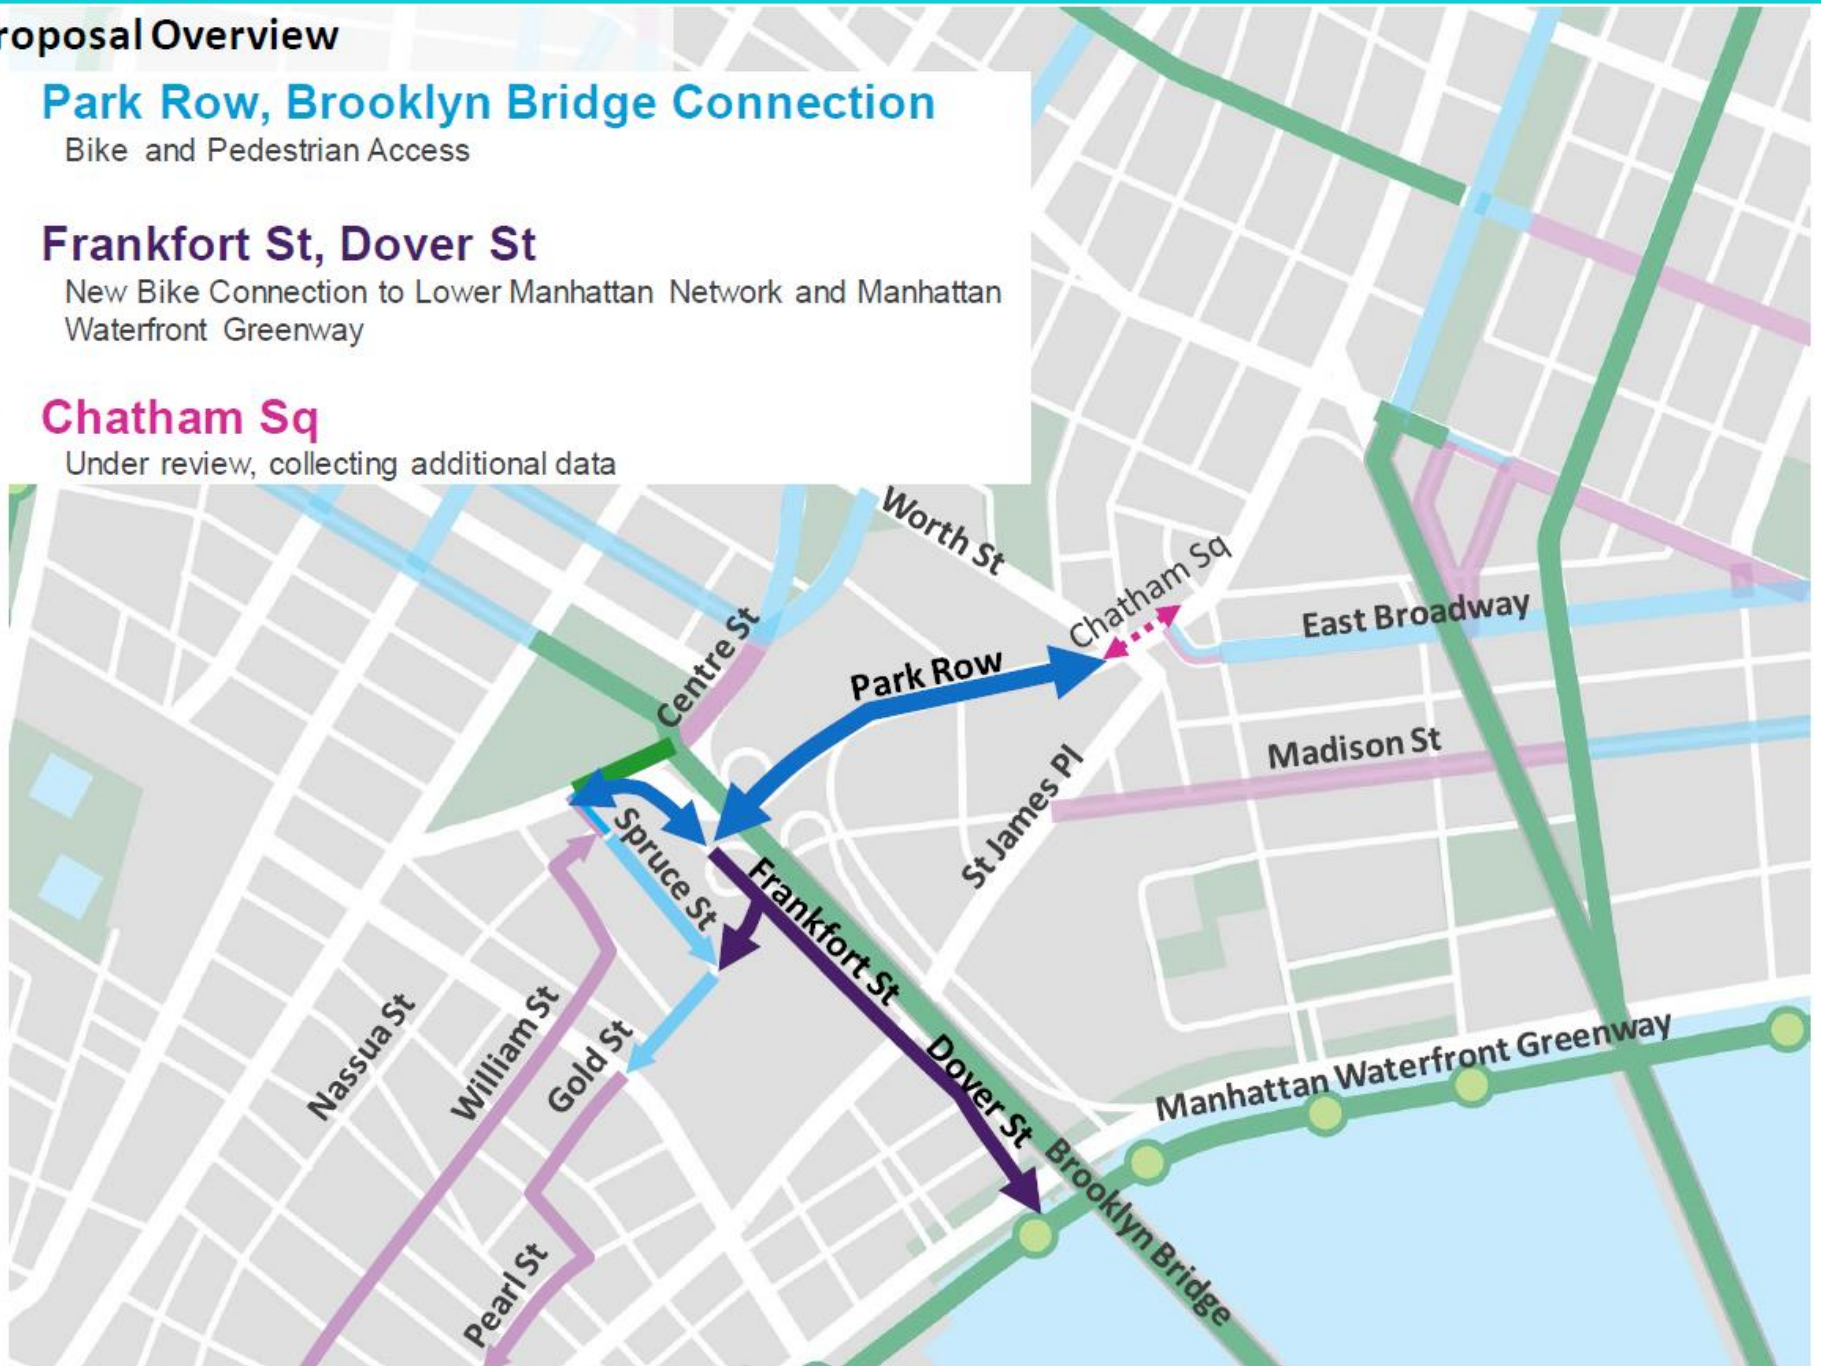 roposal Overview
Park Row, Brooklyn Bridge Connection
Bike and Pedestrian Access
Frankfort St, Dover St
New Bike Connection to Lower Manhattan Network and Manhattan
Waterfront Greenway
Chatham Sq
Under review, collecting additional data
Worth St
Chatham Sq
East Broadway
Centre St
Park Row
Madison St
St James Pl
Spruce St
Frankfort St
Nassua St
William St
Gold St
Dover St
Manhattan Waterfront Greenway
Brooklyn Bridge
Pearl St